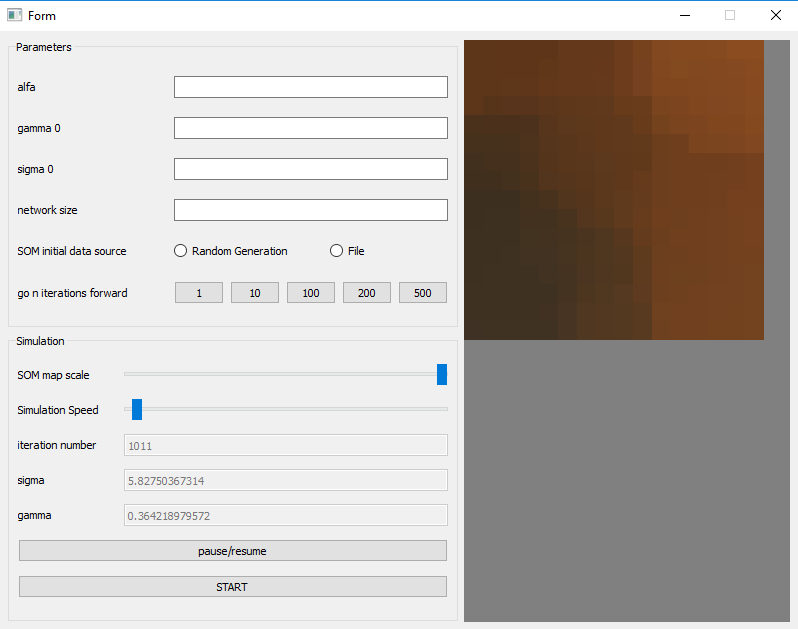 Form
Parameters
alfa
gamma 0
sigma 0
network size
SOM initial data source Random Generation File
go n iterations forward 1 10 100 200 500
Simulation
SOM map scale
Simulation Speed
iteration number 1011
sigma 5.82750367314
gamma 0.364218979572
pause/resume
START